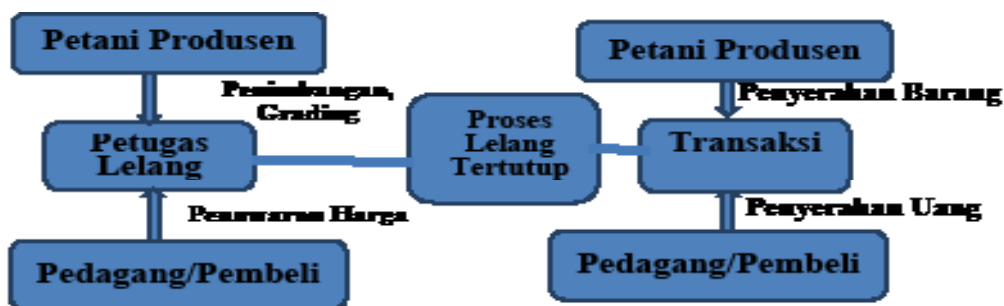 Petani Produsen
Penimbangan,
Grading
Petugas
Lelang
Penawaran Harga
Pedagang/Pembeli
Proses
Lelang
Tertutup
Petani Produsen
Penyerahan Barang
Transaksi
Penyerahan Uang
Pedagang/Pembeli